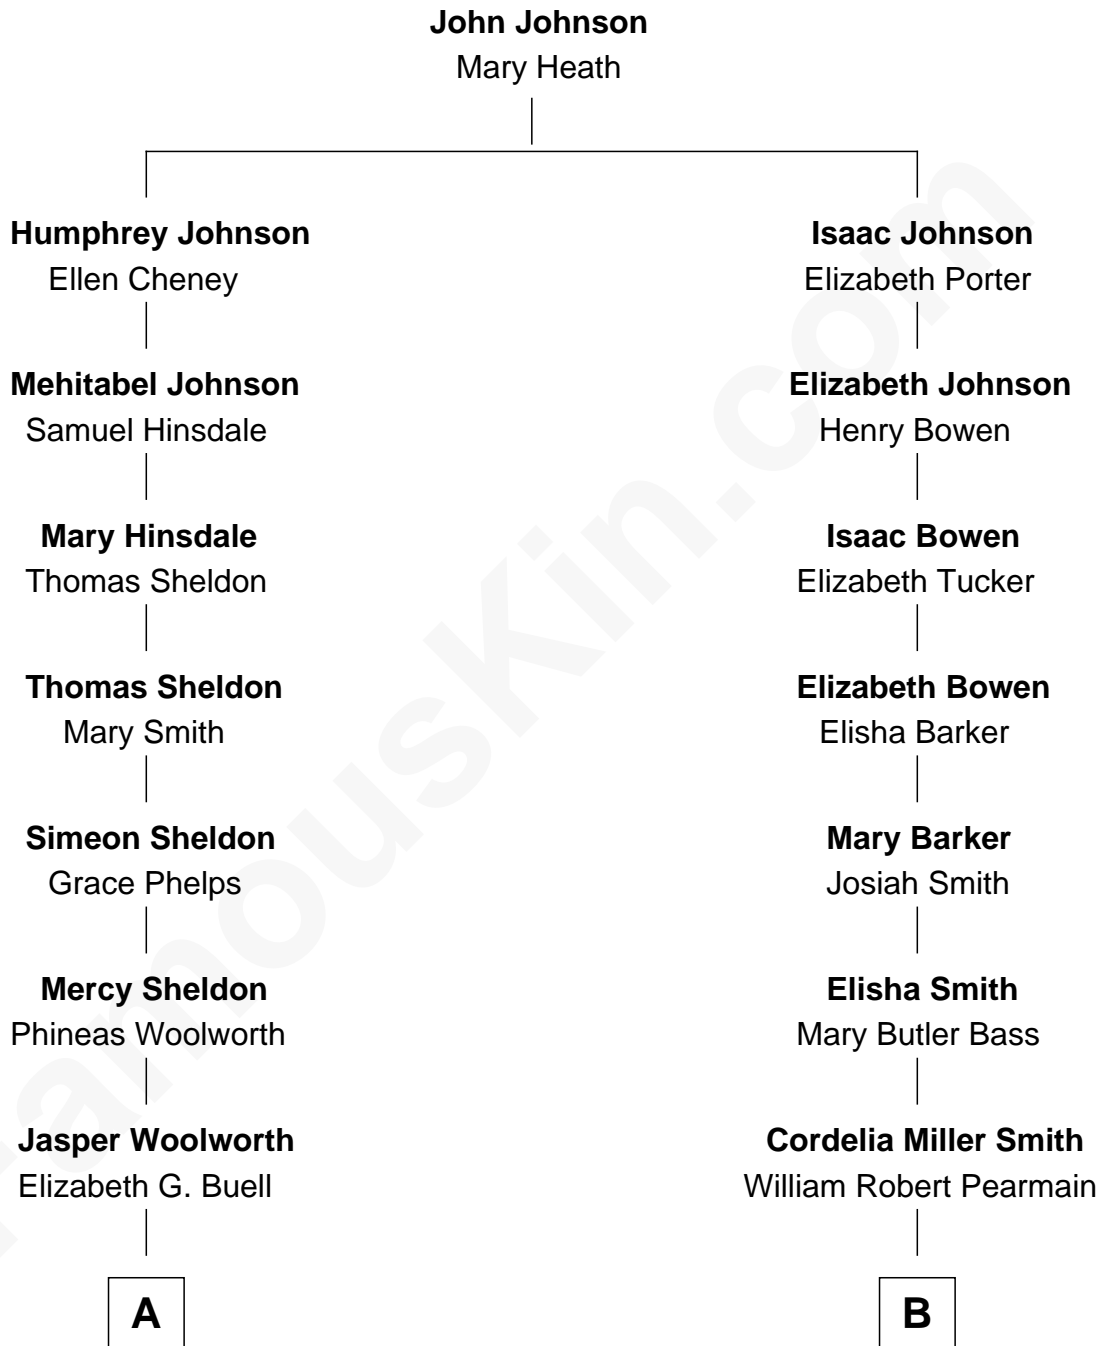 John Johnson
Mary Heath
Humphrey Johnson
Ellen Cheney
Isaac Johnson
Elizabeth Porter
Mehitabel Johnson
Samuel Hinsdale
Elizabeth Johnson
Henry Bowen
Mary Hinsdale
Thomas Sheldon
Isaac Bowen
Elizabeth Tucker
Thomas Sheldon
Mary Smith
Elizabeth Bowen
Elisha Barker
Simeon Sheldon
Grace Phelps
Mary Barker
Josiah Smith
Mercy Sheldon
Phineas Woolworth
Elisha Smith
Mary Butler Bass
Jasper Woolworth
Elizabeth G. Buell
Cordelia Miller Smith
William Robert Pearmain
A
B
FamousKin.com